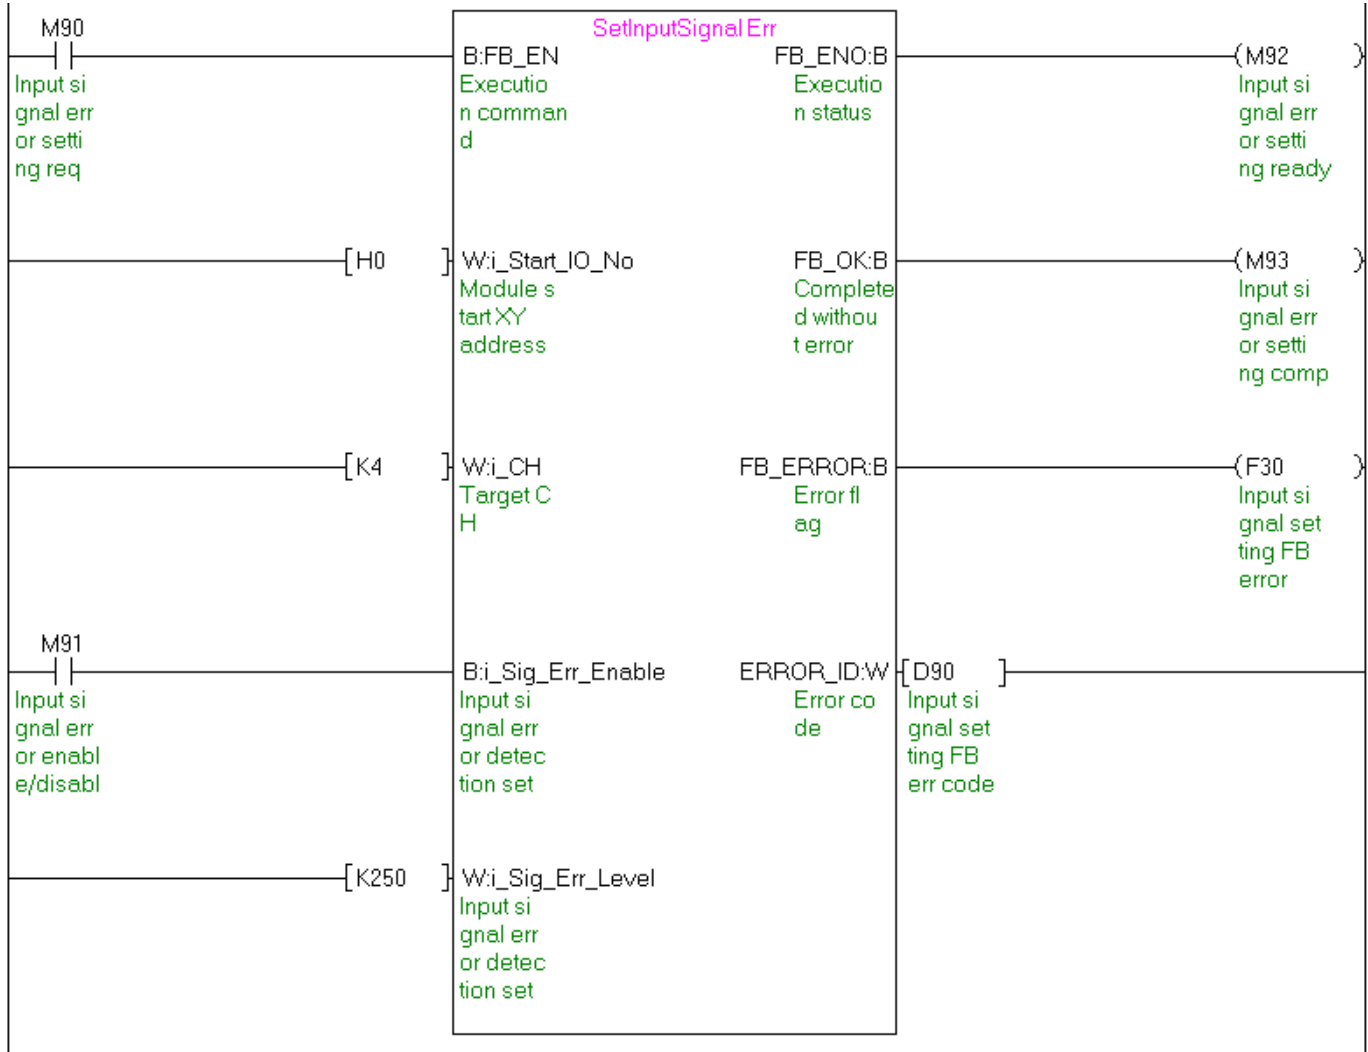 M90
SetInputSignalErr
B:FB_EN
FB_ENO:B
(M92 )
Input si
gnal err
or setti
ng req
Executio
n comman
d
Executio
n status
Input si
gnal err
or setti
ng ready
[H0 ]
W:i_Start_IO_No
FB_OK:B
(M93 )
Module s
tart XY
address
Complete
d withou
t error
Input si
gnal err
or setti
ng comp
[K4 ]
W:i_CH
FB_ERROR:B
(F30 )
Target C
H
Error fl
ag
Input si
gnal set
ting FB
error
M91
B:i_Sig_Err_Enable
ERROR_ID:W
[D90 ]
Input si
gnal err
or enabl
e/disabl
Input si
gnal err
or detec
tion set
Error co
de
Input si
gnal set
ting FB
err code
[K250 ]
W:i_Sig_Err_Level
Input si
gnal err
or detec
tion set